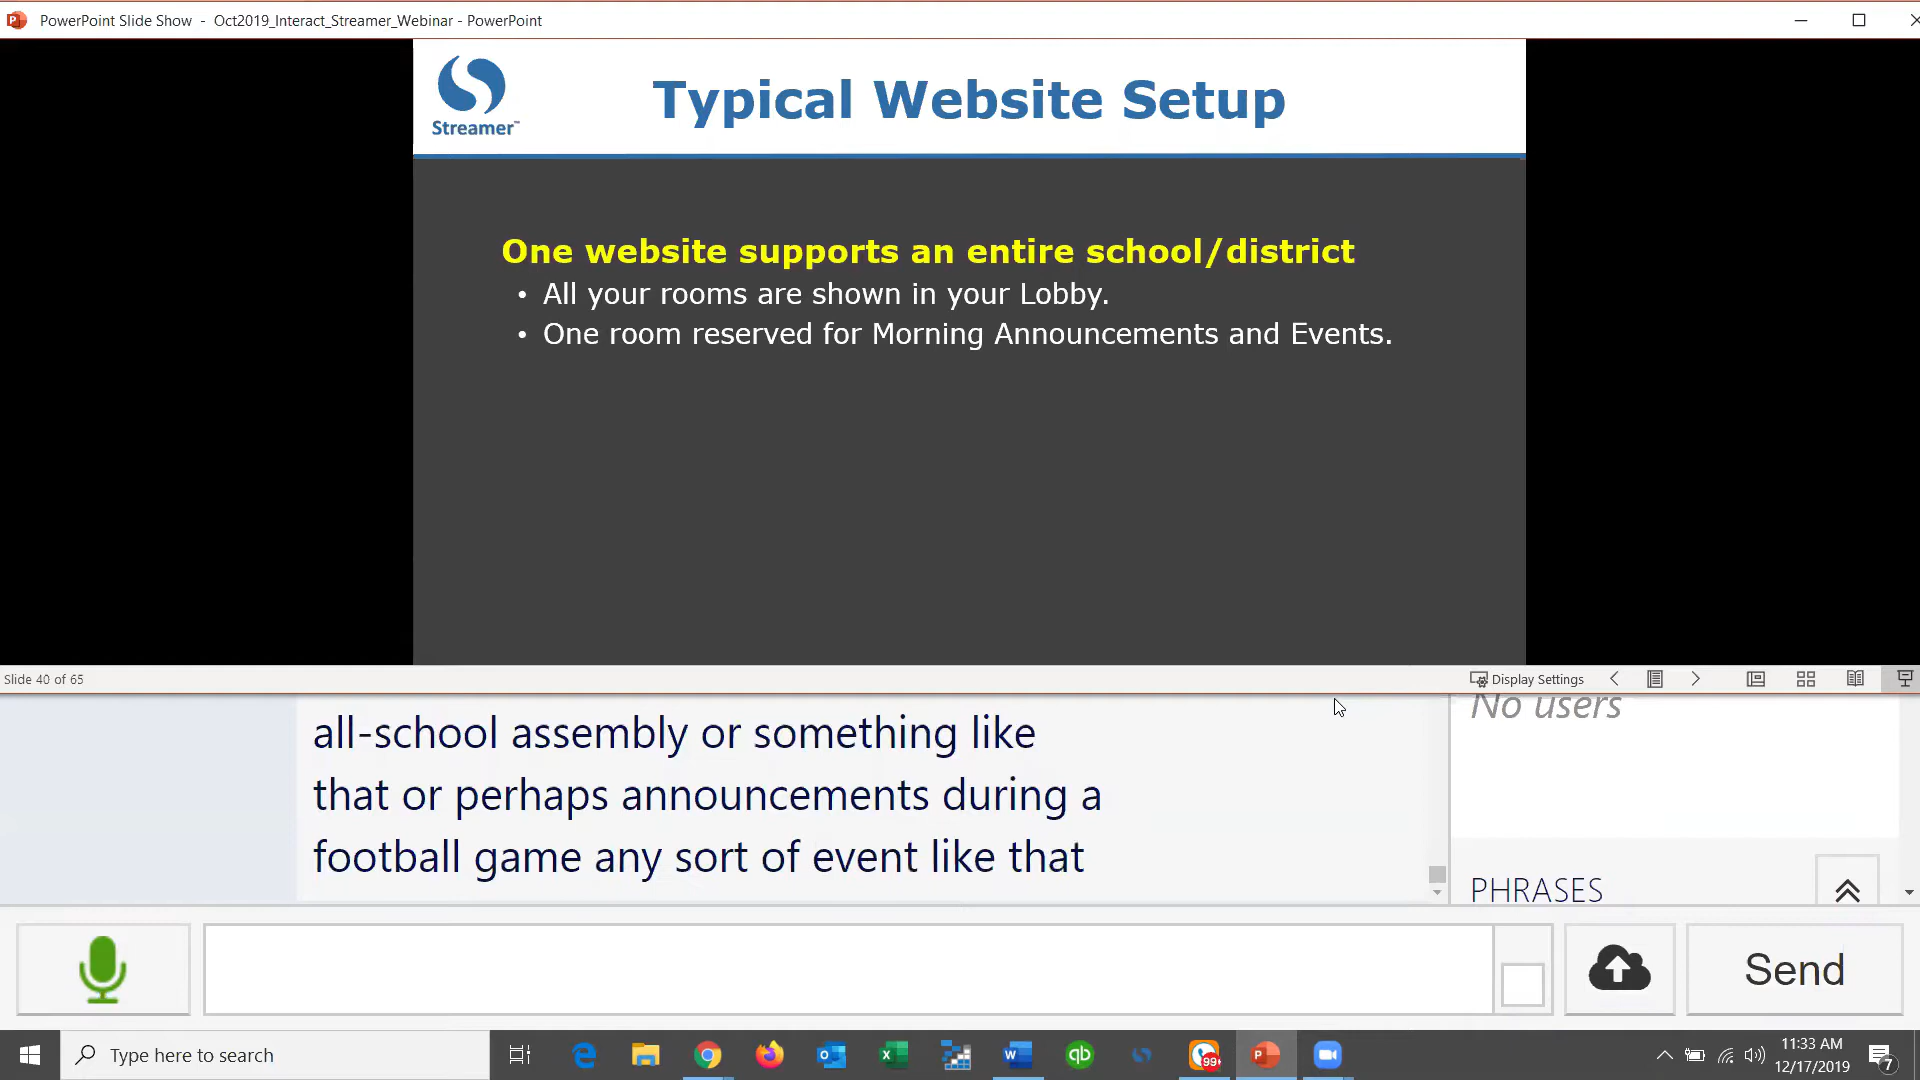 PowerPoint Slide Show - Oct2019_Interact_Streamer_Webinar - PowerPoint
Streamer™
Typical Website Setup
One website supports an entire school/district
• All your rooms are shown in your Lobby.
• One room reserved for Morning Announcements and Events.
Slide 40 of 65
Display Settings
No users
all-school assembly or something like
that or perhaps announcements during a
football game any sort of event like that
PHRASES
Send
Type here to search
99+
11:33 AM
12/17/2019
7